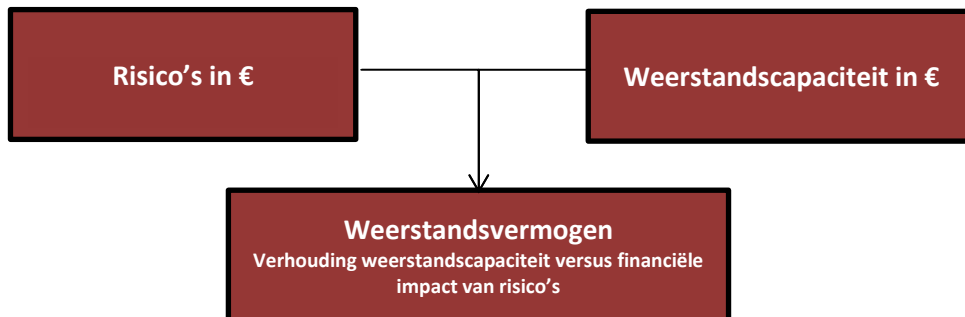 Risico’s in €
Weerstandscapaciteit in €
Weerstandsvermogen
Verhouding weerstandscapaciteit versus financiële
impact van risico’s